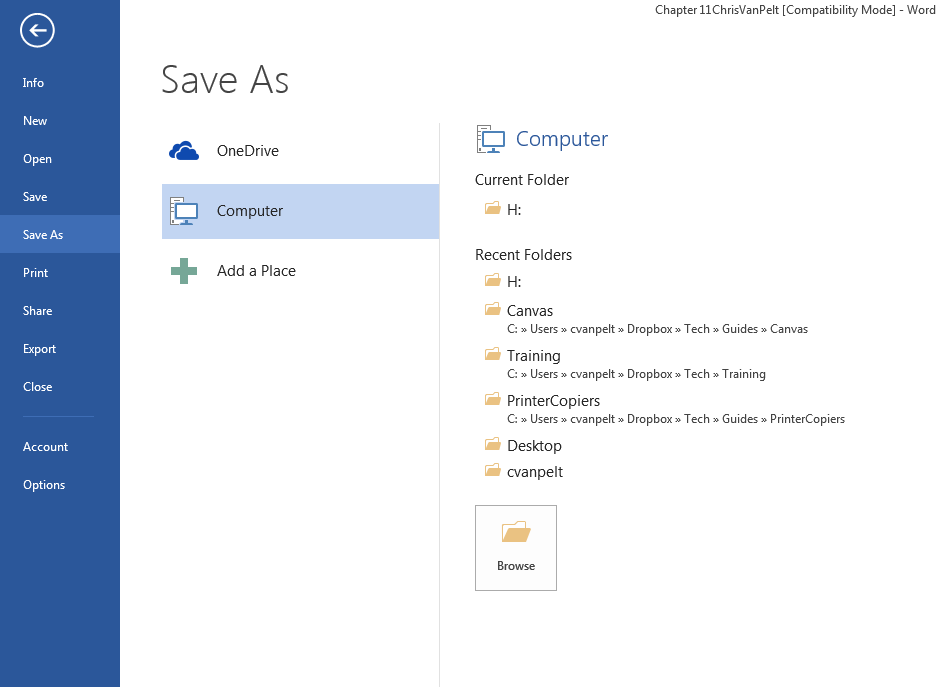 Chapter 11ChrisVanPelt [Compatibility Mode] - Word
Info
New
Open
Save
Save As
Print
Share
Export
Close
Account
Options
Save As
OneDrive
Computer
Add a Place
Computer
Current Folder
H:
Recent Folders
H:
Canvas
C: » Users » cvanpelt » Dropbox » Tech » Guides » Canvas
Training
C: » Users » cvanpelt » Dropbox » Tech » Training
PrinterCopiers
C: » Users » cvanpelt » Dropbox » Tech » Guides » PrinterCopiers
Desktop
cvanpelt
Browse